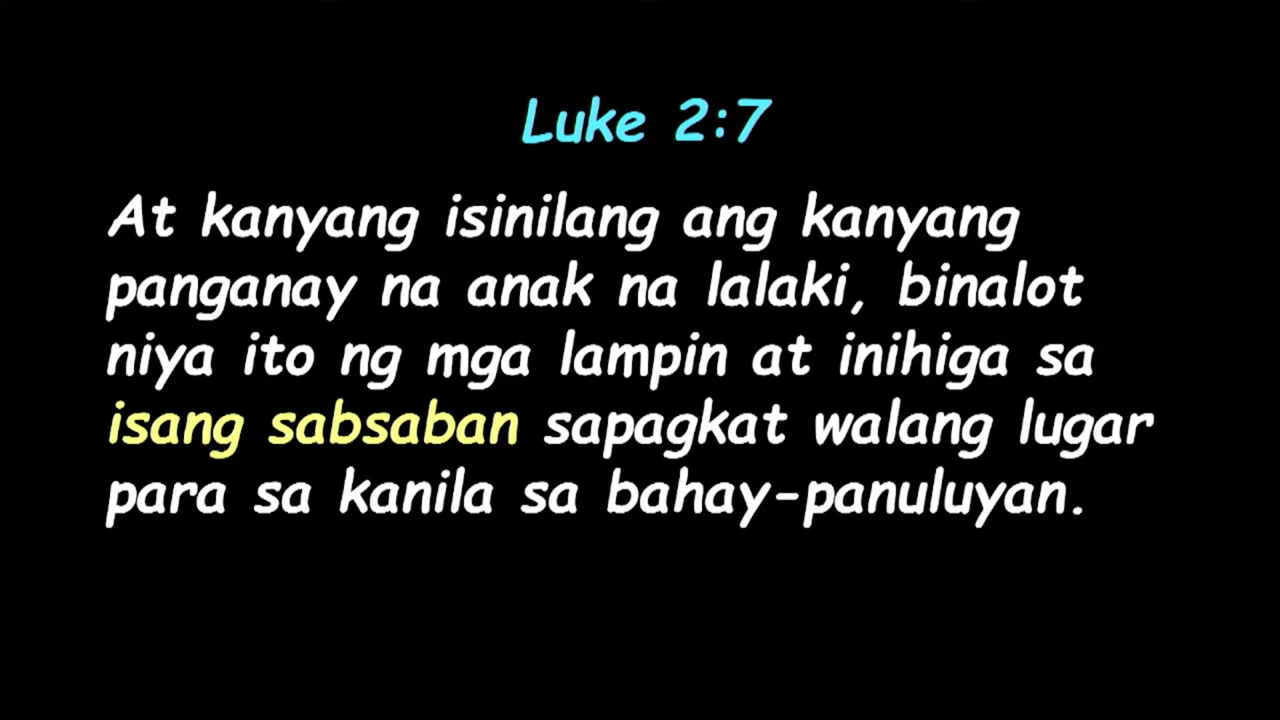 Luke 2:7
At kanyang isinilang ang kanyang
panganay na anak na lalaki, binalot
niya ito ng mga lampin at inihiga sa
isang sabsaban sapagkat walang lugar
para sa kanila sa bahay-panuluyan.